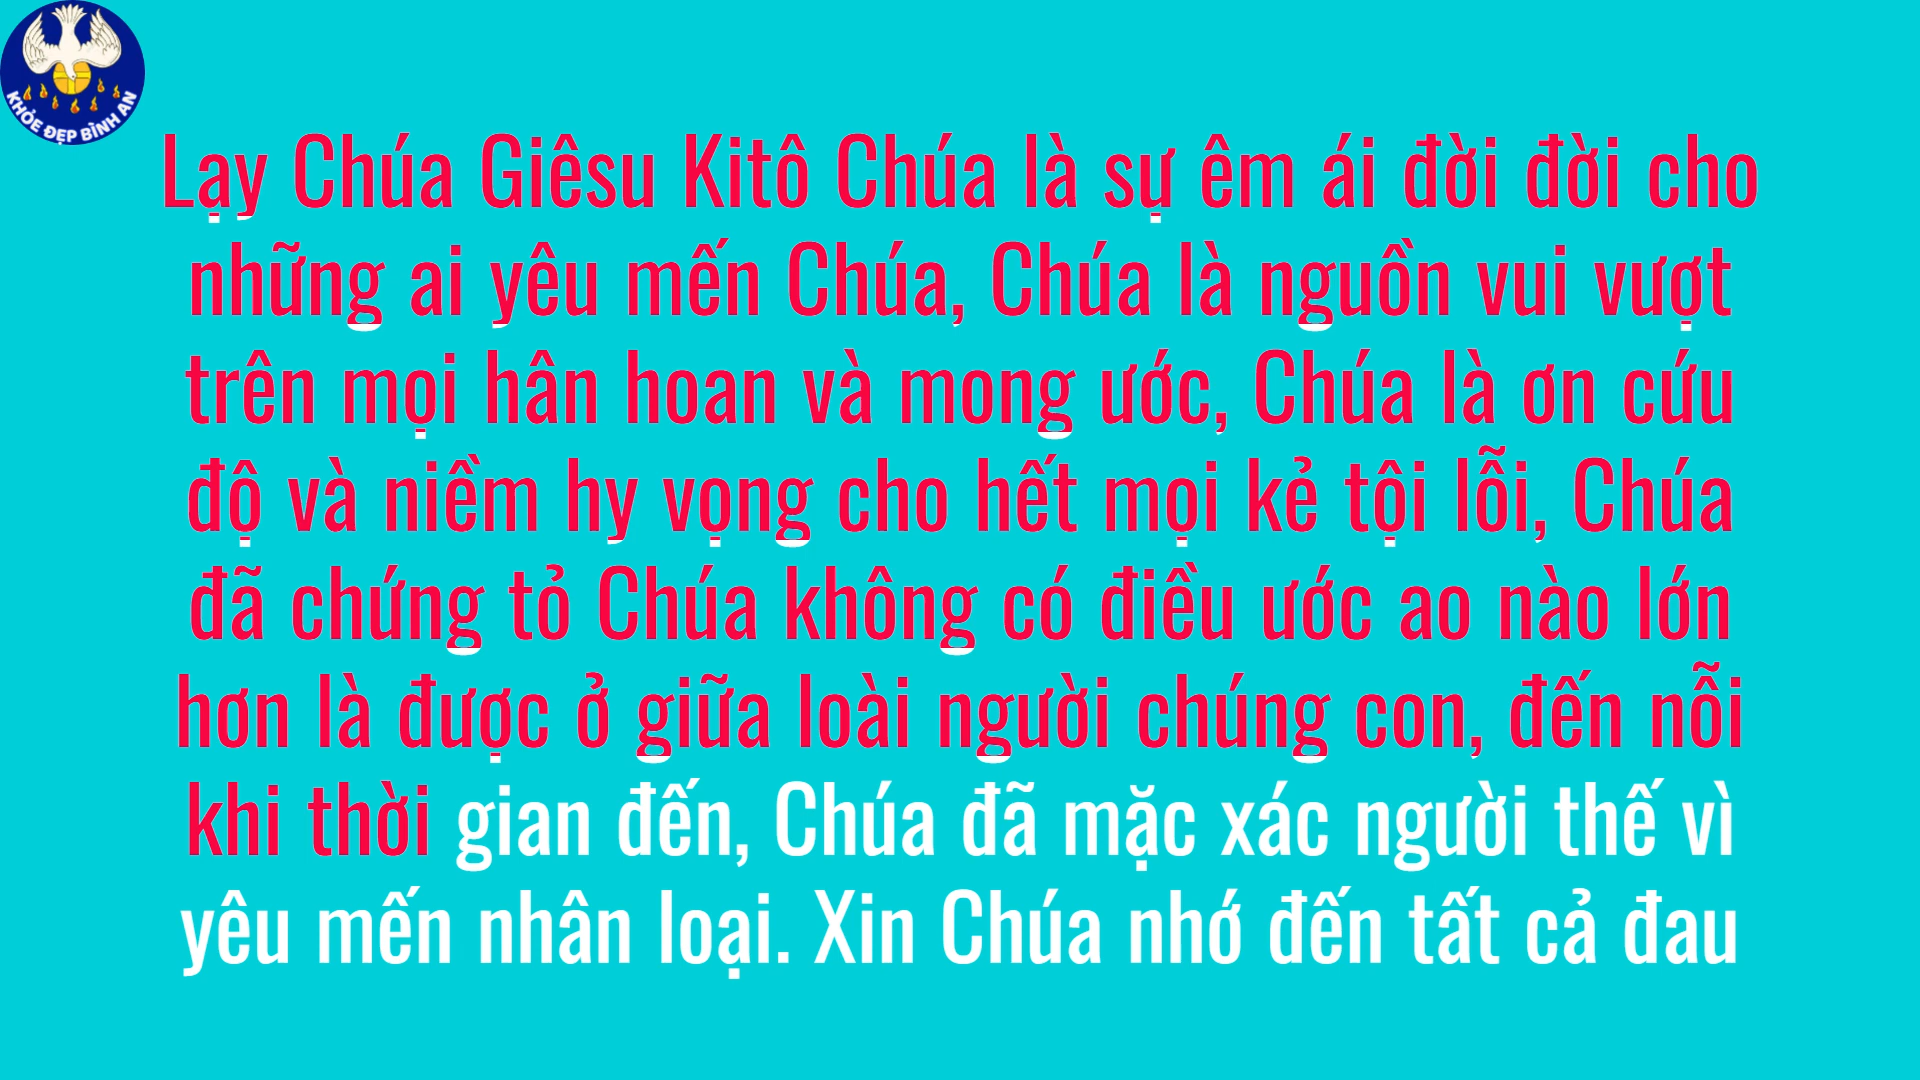 KHỎE ĐẸP BÌNH AN
Lạy Chúa Giêsu Kitô Chúa là sự êm ái đời đời cho
những ai yêu mến Chúa, Chúa là nguồn vui vượt
trên mọi hân hoan và mong ước, Chúa là ơn cứu
độ và niềm hy vọng cho hết mọi kẻ tội lỗi, Chúa
đã chứng tỏ Chúa không có điều ước ao nào lớn
hơn là được ở giữa loài người chúng con, đến nỗi
khi thời gian đến, Chúa đã mặc xác người thế vì
yêu mến nhân loại. Xin Chúa nhớ đến tất cả đau